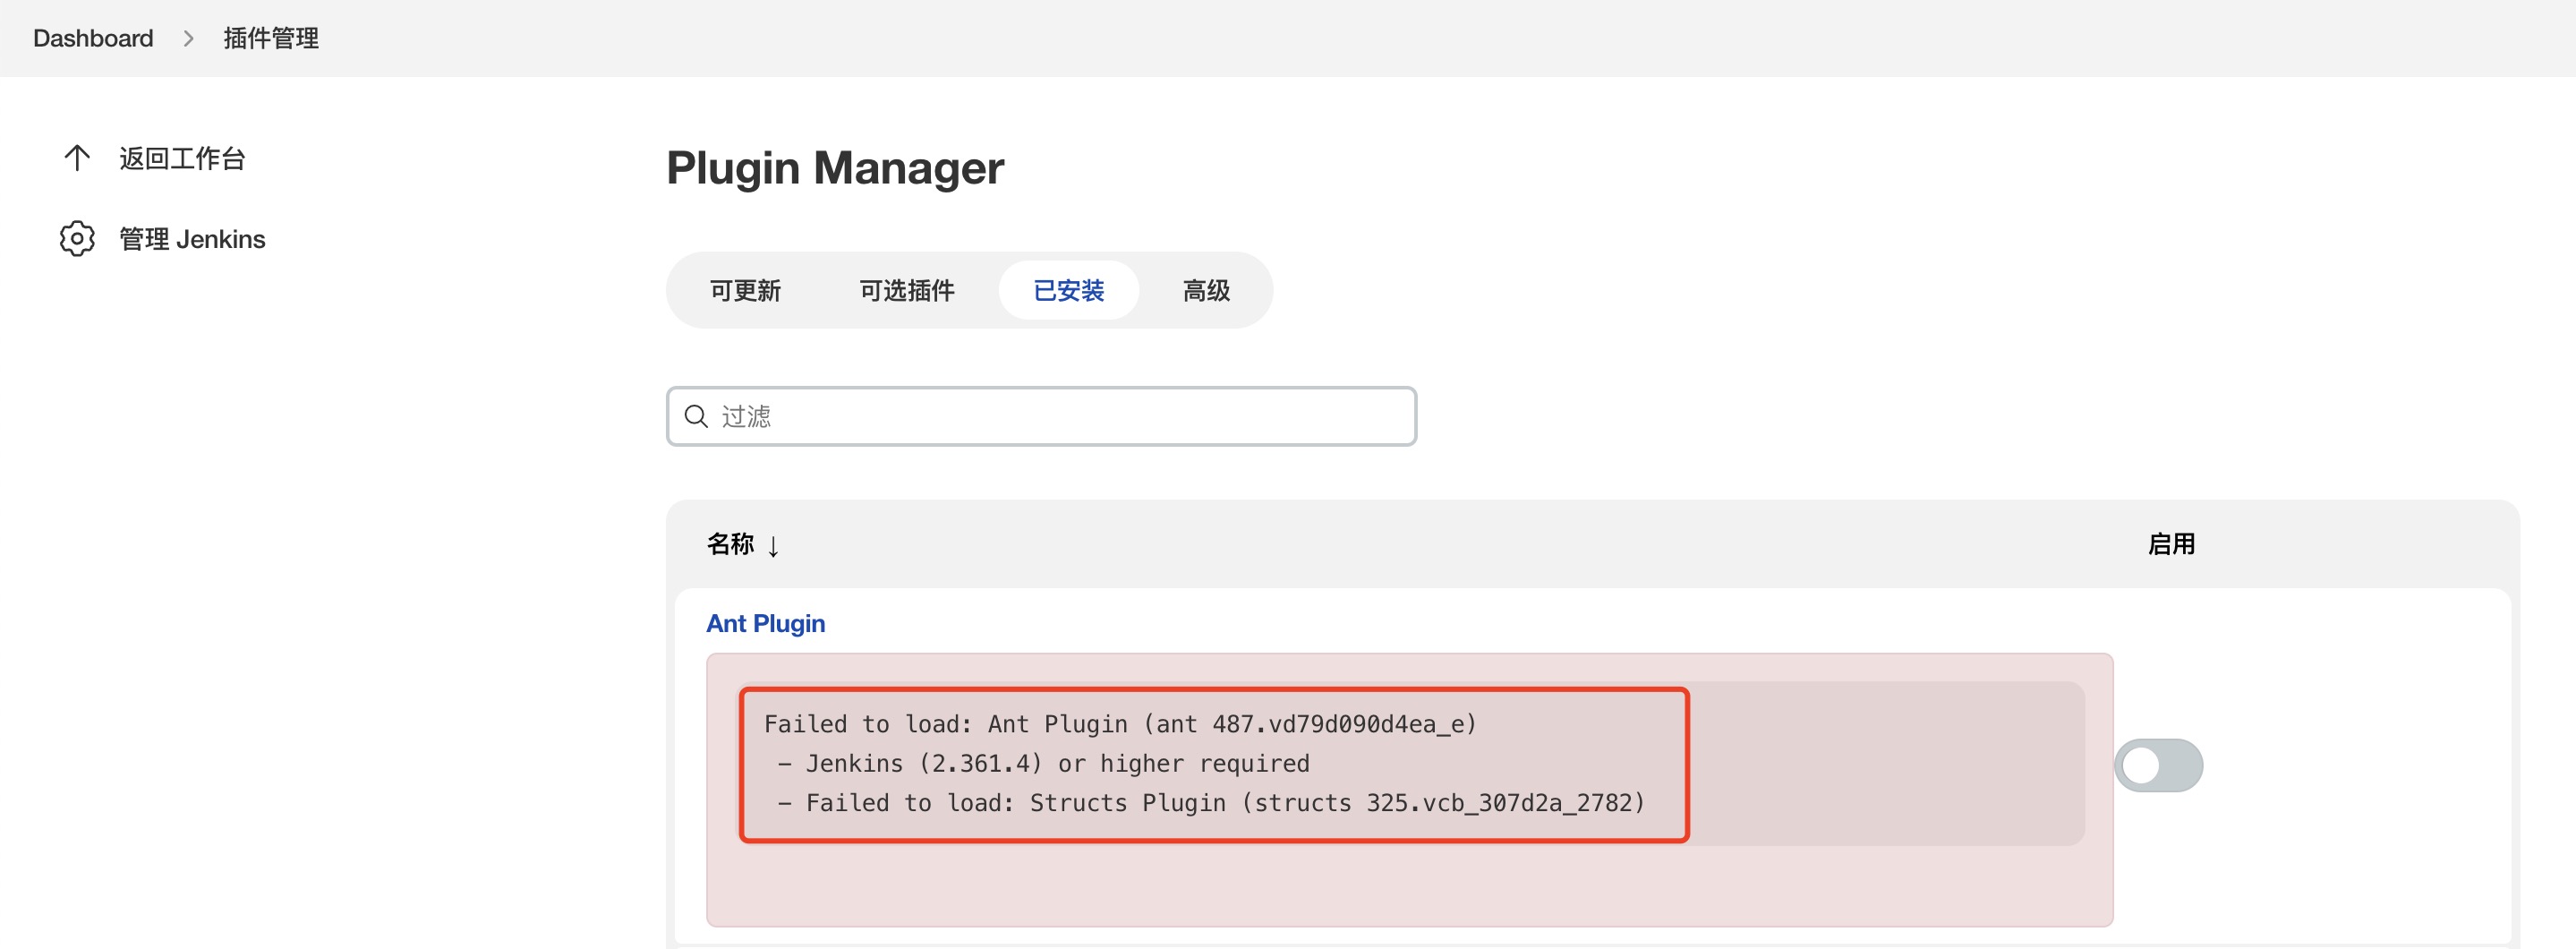 Dashboard > 插件管理
返回工作台
管理 Jenkins
Plugin Manager
可更新 可选插件 已安装 高级
过滤
名称 ↓ 启用
Ant Plugin
Failed to load: Ant Plugin (ant 487.vd79d090d4ea_e)
- Jenkins (2.361.4) or higher required
- Failed to load: Structs Plugin (structs 325.vcb_307d2a_2782)